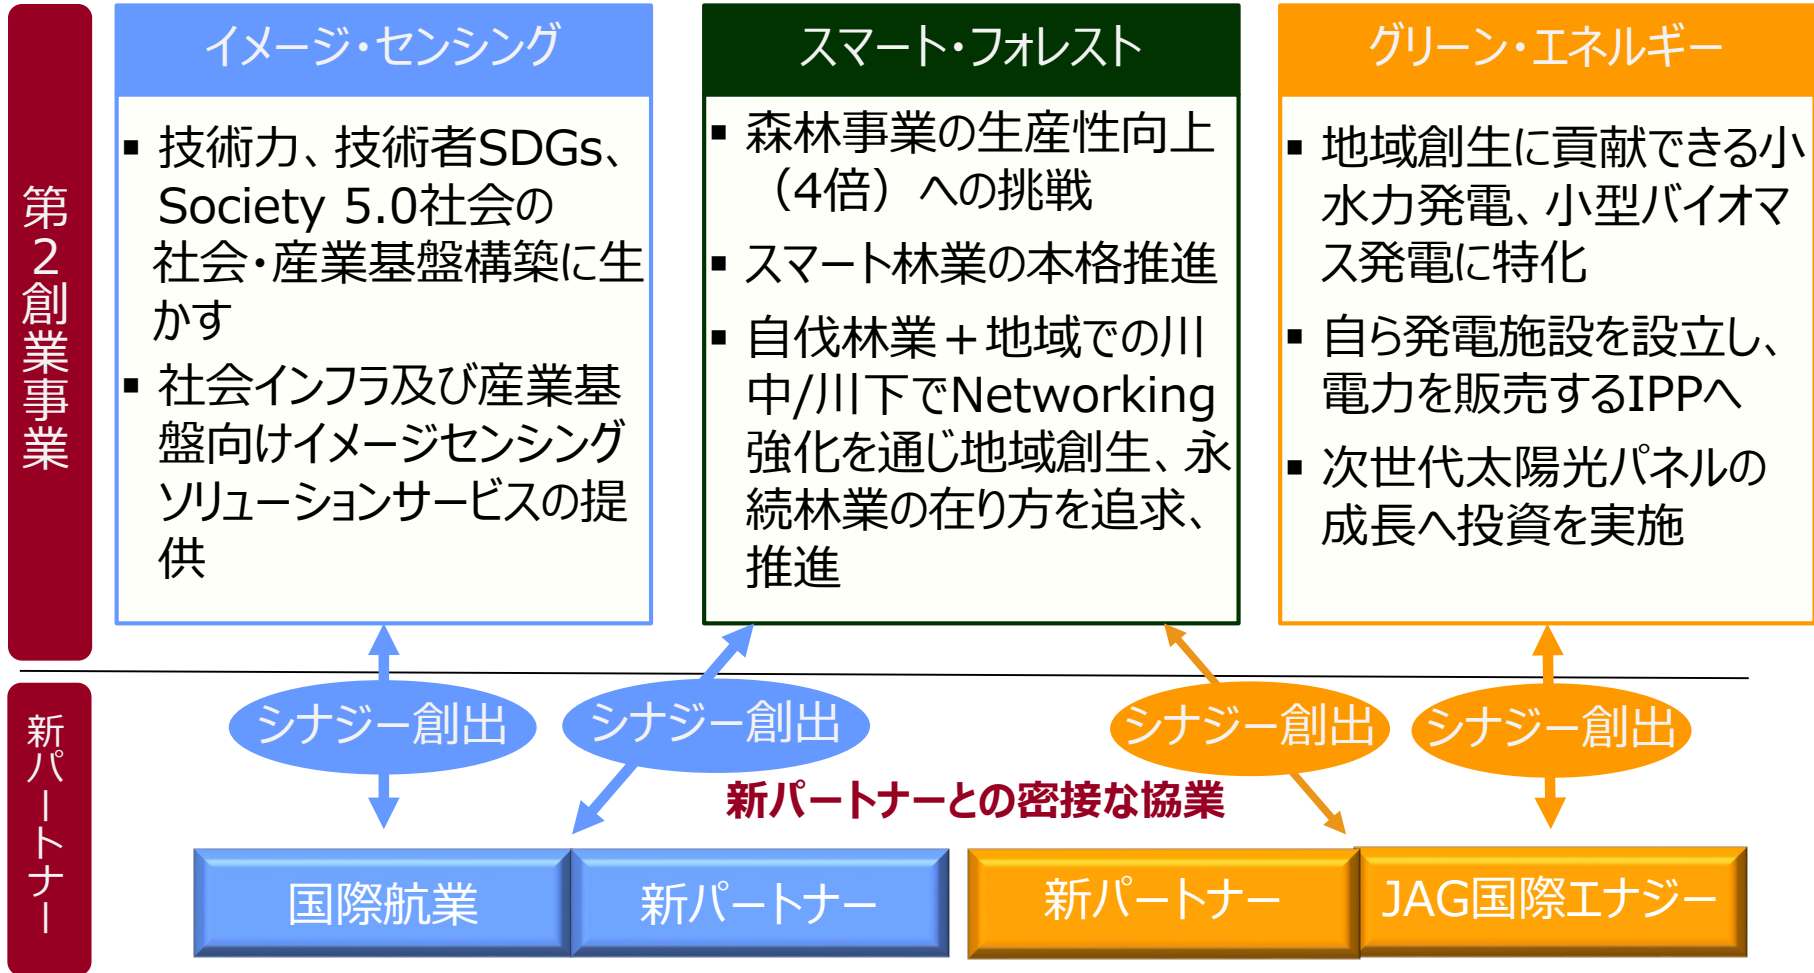 第2創業事業
イメージ・センシング
▪ 技術力、技術者SDGs、
Society 5.0社会の
社会・産業基盤構築に生
かす
▪ 社会インフラ及び産業基
盤向けイメージセンシング
ソリューションサービスの提
供
スマート・フォレスト
▪ 森林事業の生産性向上
（4倍）への挑戦
▪ スマート林業の本格推進
▪ 自伐林業+地域での川
中/川下でNetworking
強化を通じ地域創生、永
続林業の在り方を追求、
推進
グリーン・エネルギー
▪ 地域創生に貢献できる小
水力発電、小型バイオマ
ス発電に特化
▪ 自ら発電施設を設立し、
電力を販売するIPPへ
▪ 次世代太陽光パネルの
成長へ投資を実施
新パートナー
シナジー創出
シナジー創出
シナジー創出
シナジー創出
新パートナーとの密接な協業
国際航業
新パートナー
新パートナー
JAG国際エナジー